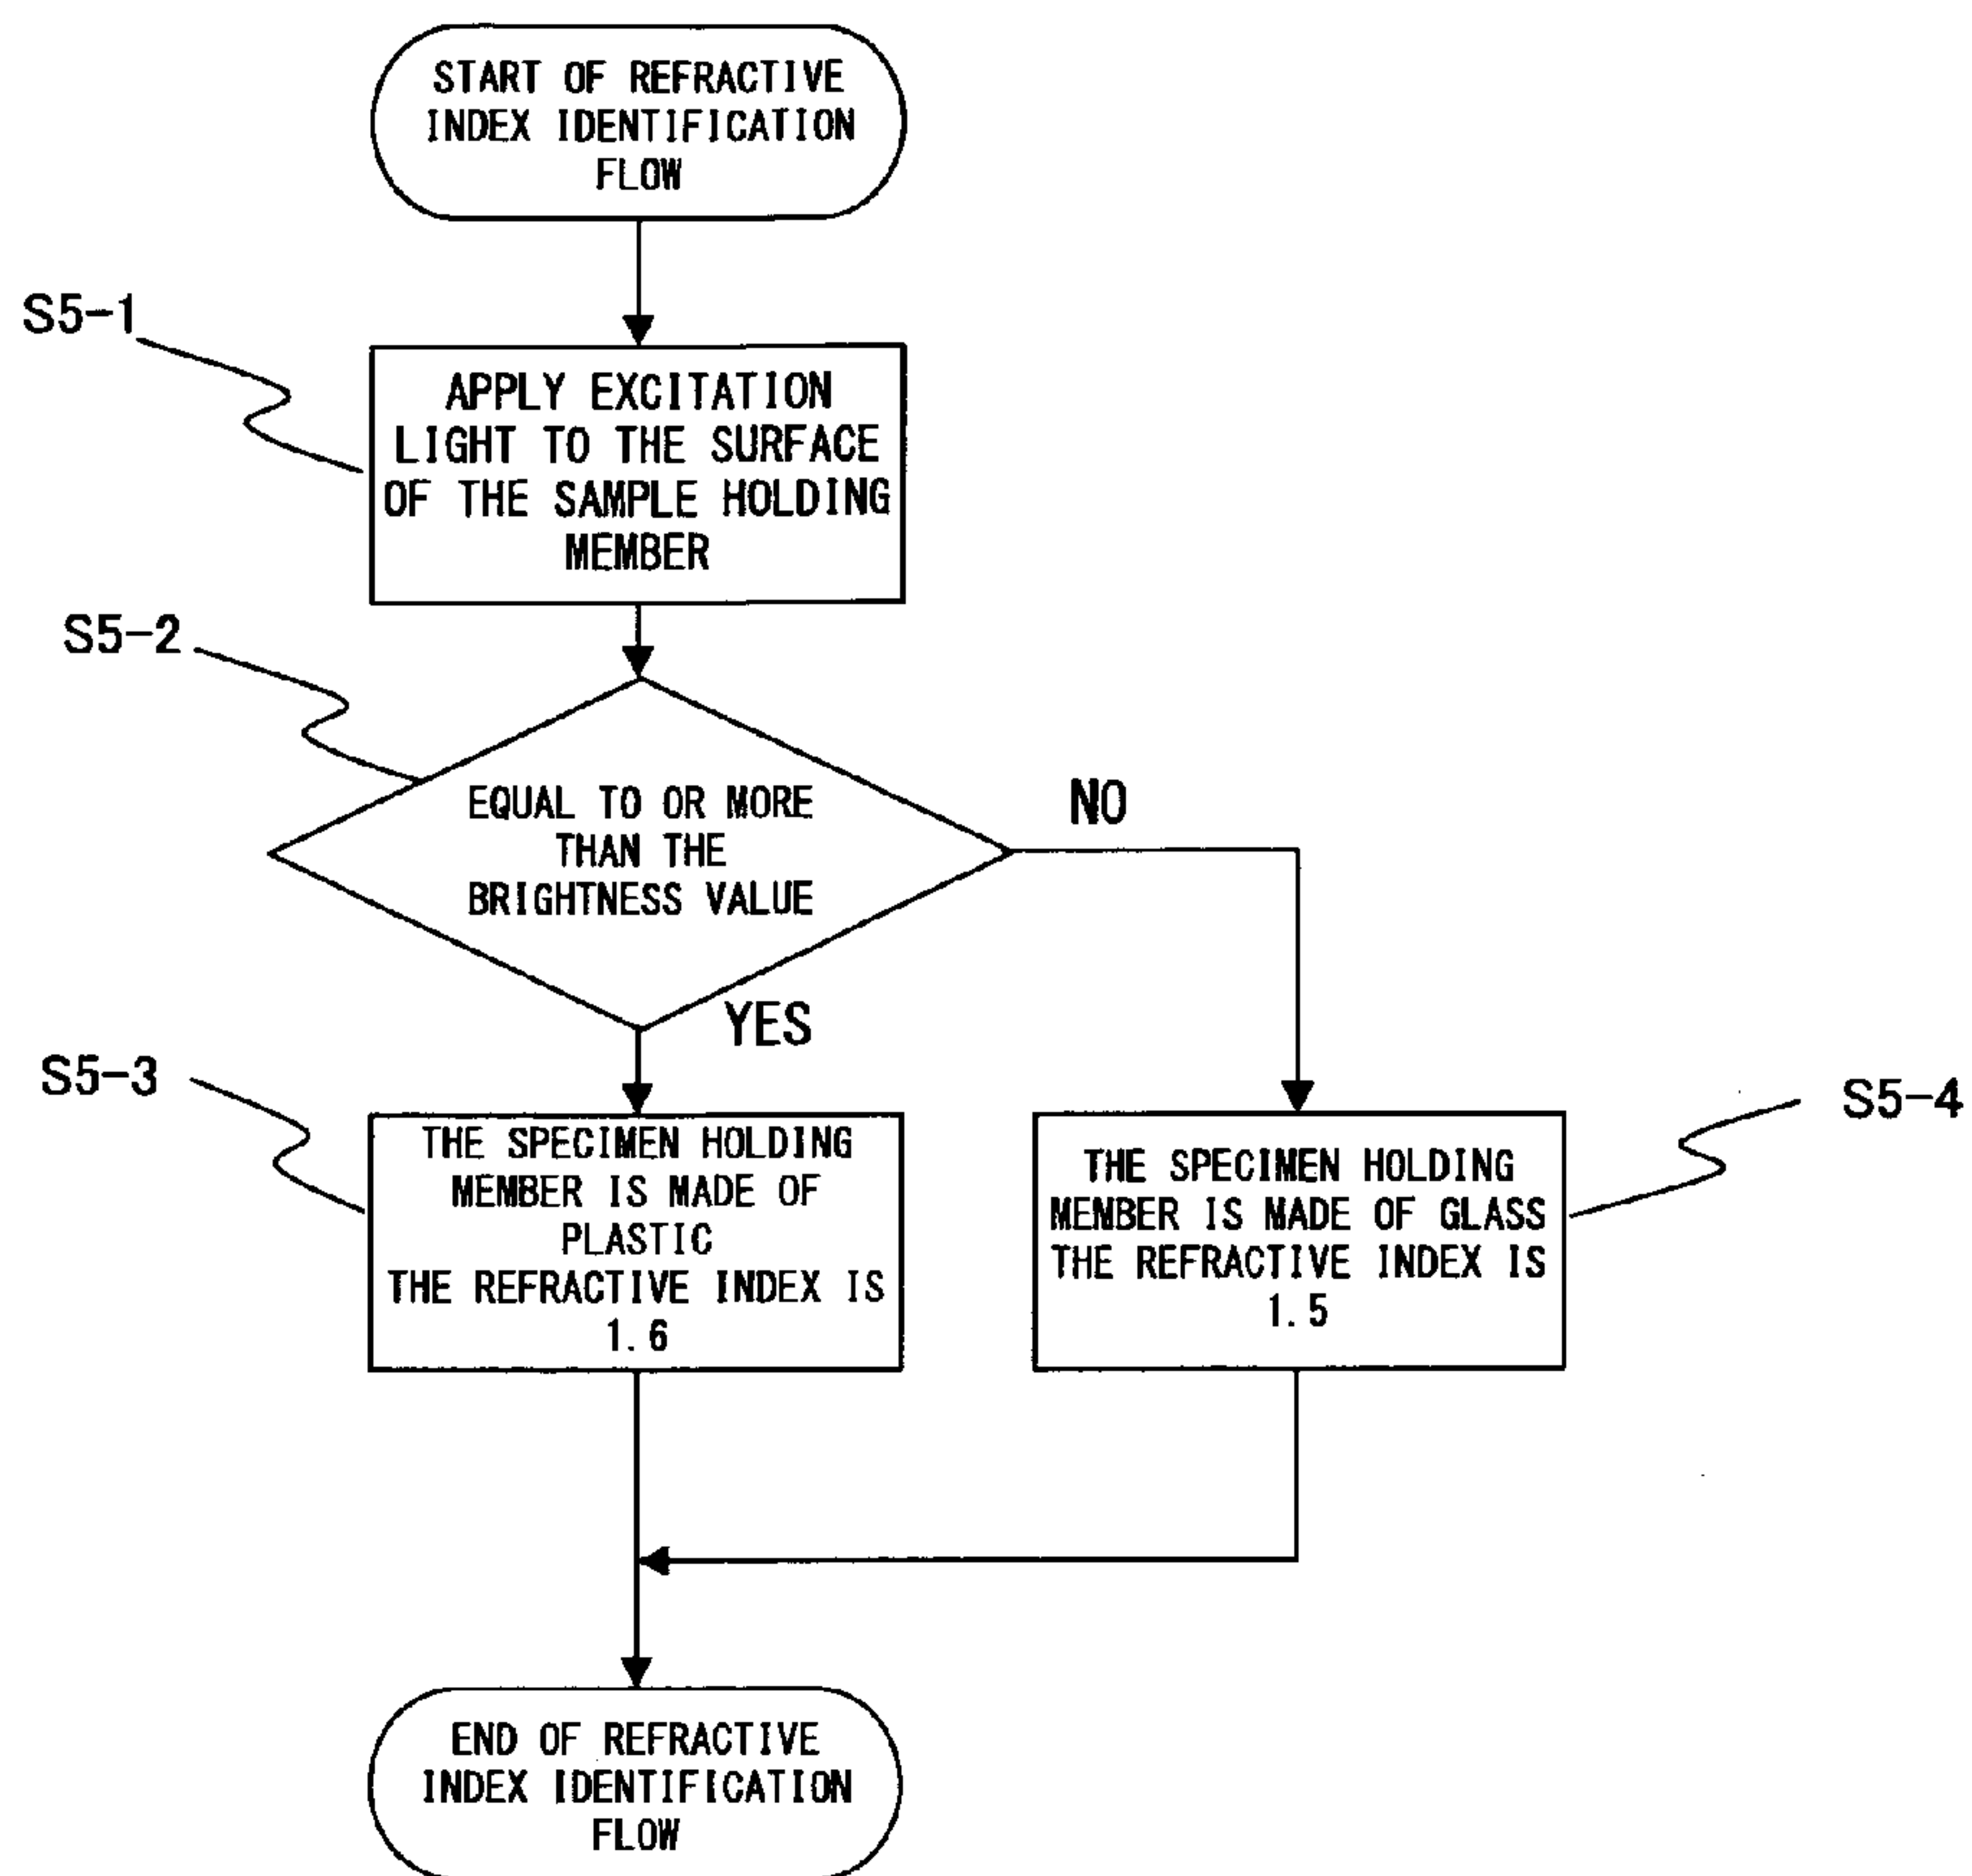 START OF REFRACTIVE
INDEX IDENTIFICATION
FLOW
S5-1
APPLY EXCITATION
LIGHT TO THE SURFACE
OF THE SAMPLE HOLDING
MEMBER
S5-2
EQUAL TO OR MORE
THAN THE
BRIGHTNESS VALUE
NO
YES
S5-3
THE SPECIMEN HOLDING
MEMBER IS MADE OF
PLASTIC
THE REFRACTIVE INDEX IS
1.6
S5-4
THE SPECIMEN HOLDING
MEMBER IS MADE OF GLASS
THE REFRACTIVE INDEX IS
1.5
END OF REFRACTIVE
INDEX IDENTIFICATION
FLOW